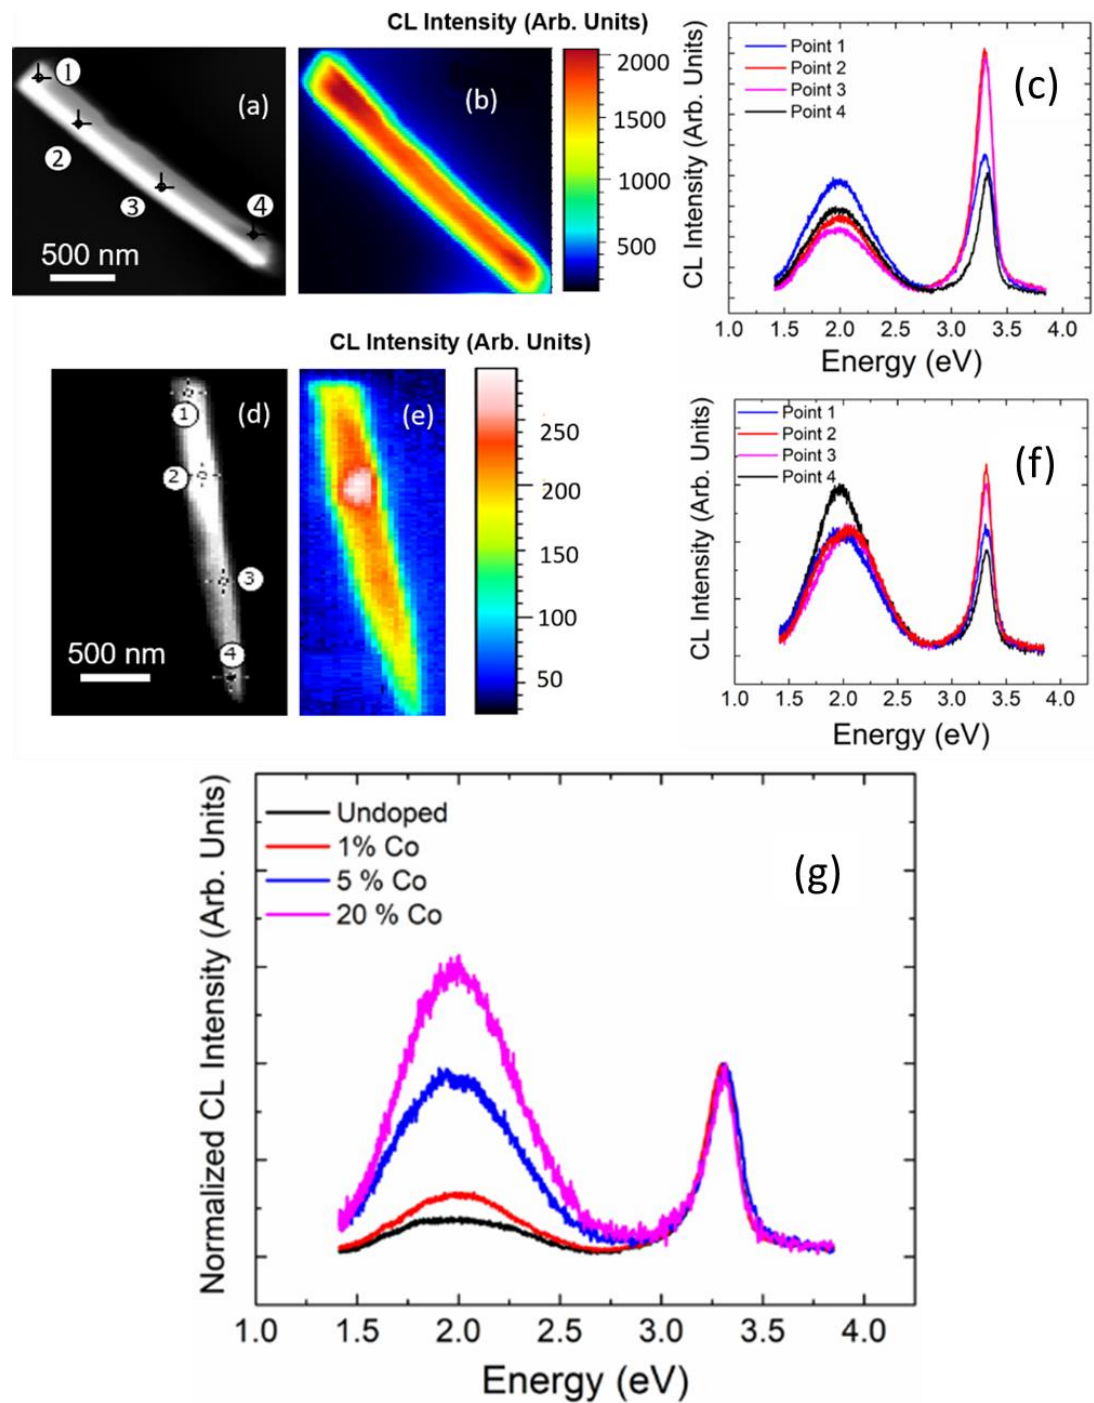 CL Intensity (Arb. Units)
1
(a)
2
3
4
500 nm
(b)
2000
1500
1000
500
CL Intensity (Arb. Units)
Point 1
Point 2
Point 3
Point 4
(c)
1.0 1.5 2.0 2.5 3.0 3.5 4.0
Energy (eV)
CL Intensity (Arb. Units)
1
(d)
2
3
4
500 nm
(e)
250
200
150
100
50
CL Intensity (Arb. Units)
Point 1
Point 2
Point 3
Point 4
(f)
1.0 1.5 2.0 2.5 3.0 3.5 4.0
Energy (eV)
Normalized CL Intensity (Arb. Units)
Undoped
1% Co
5 % Co
20 % Co
(g)
1.0 1.5 2.0 2.5 3.0 3.5 4.0
Energy (eV)